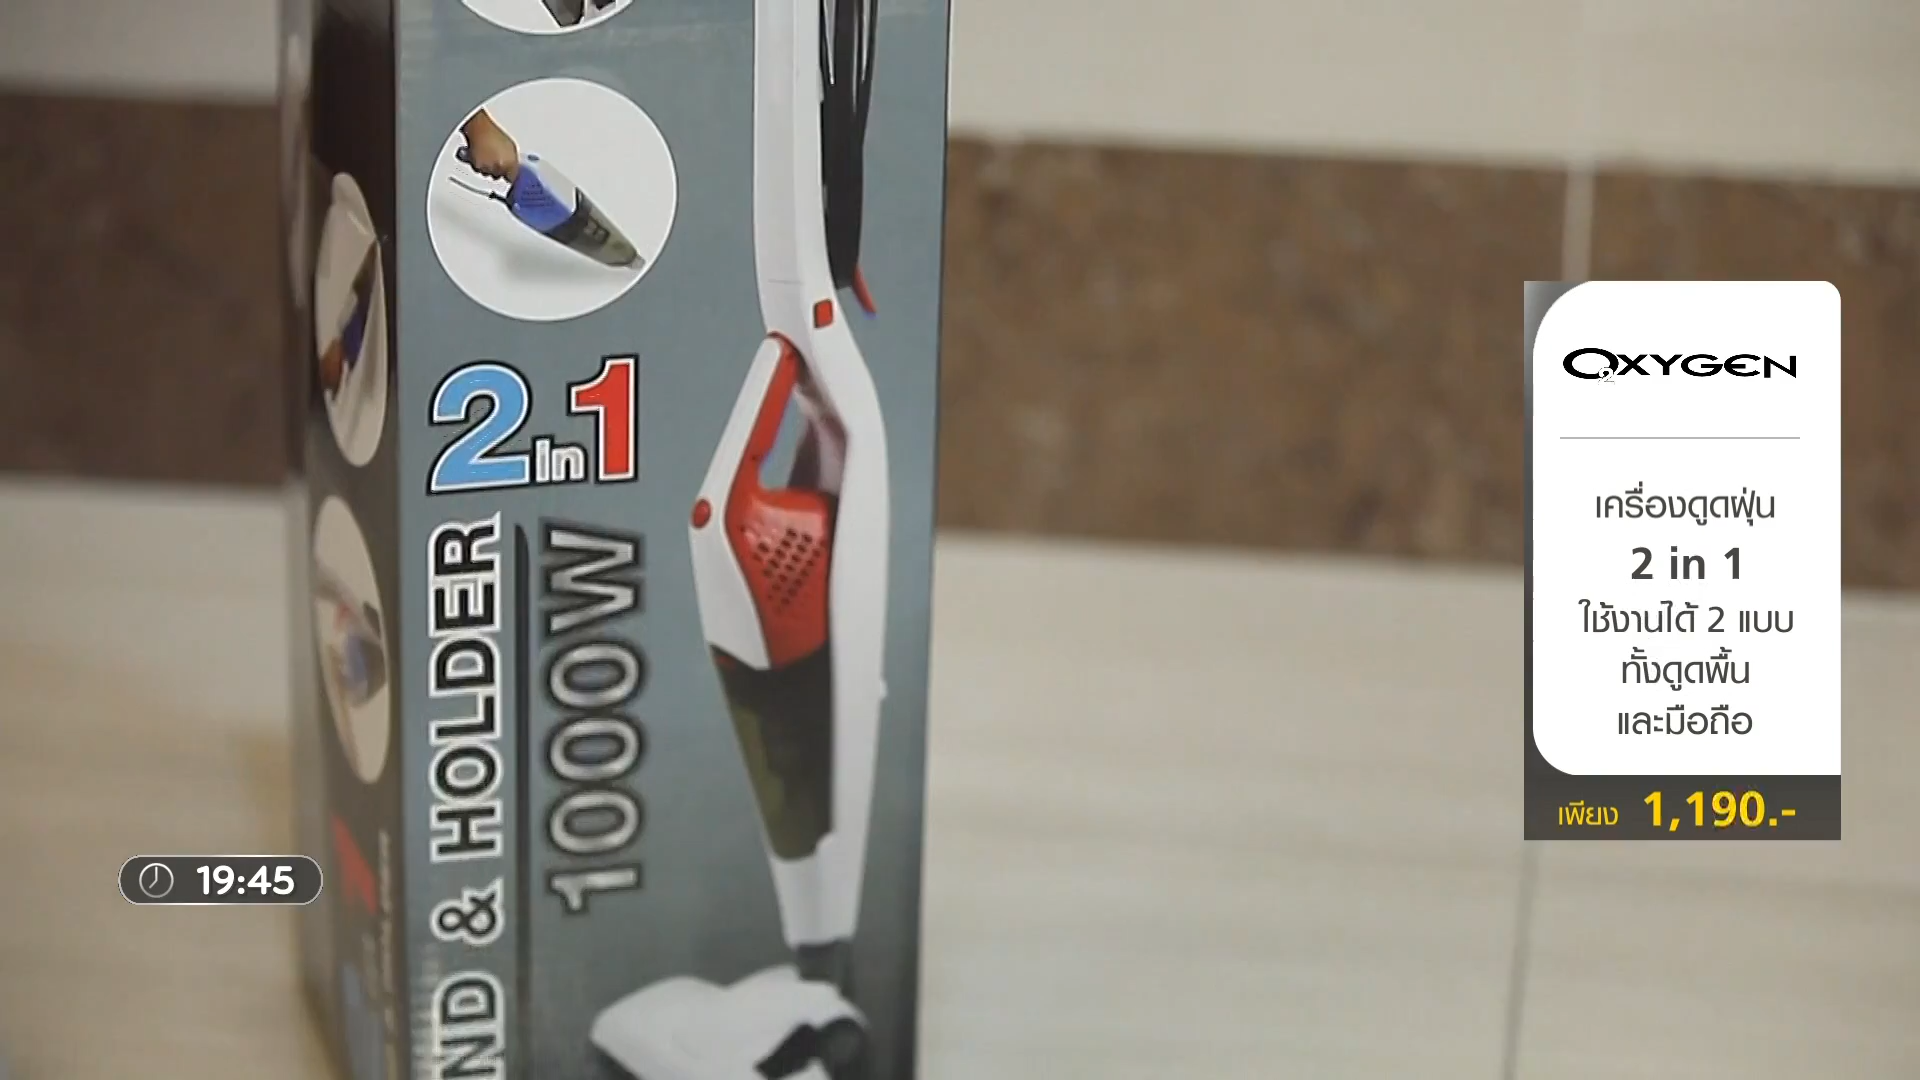 2in1
ND & HOLDER
1000W
19:45
O2XYGEN
เครื่องดูดฝุ่น
2 in 1
ใช้งานได้ 2 แบบ
ทั้งดูดพื้น
และมือถือ
เพียง 1,190.-